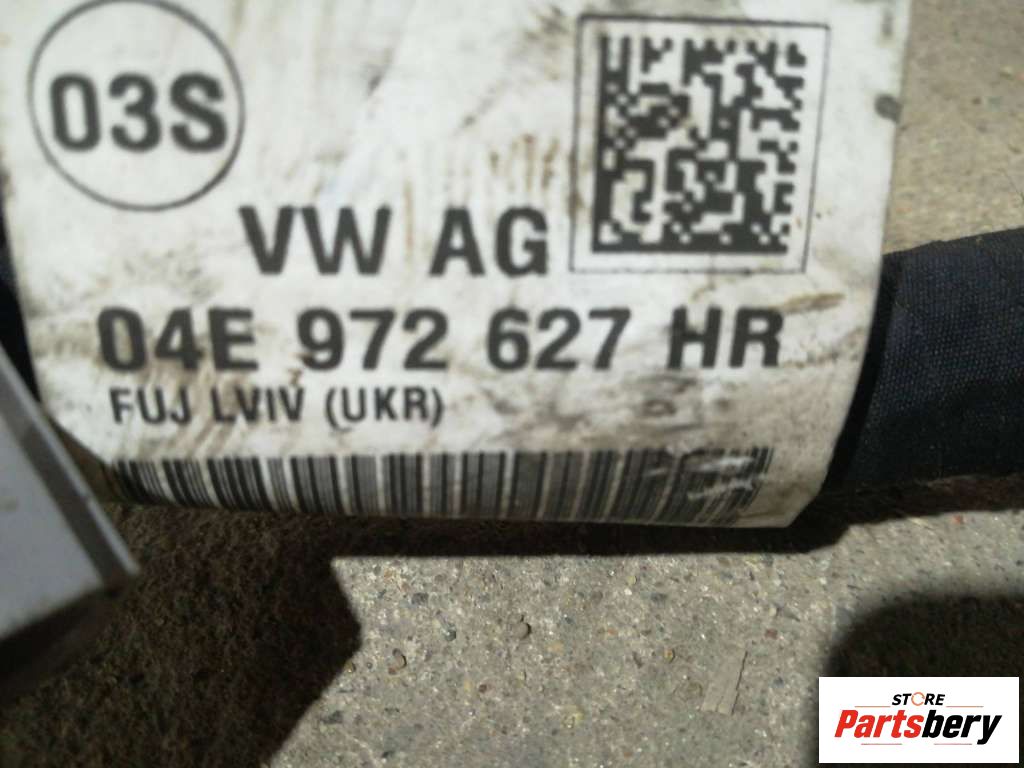 03S
VW AG
04E 972 627 HR
FUJ LVIV (UKR)
STORE
Partsbery